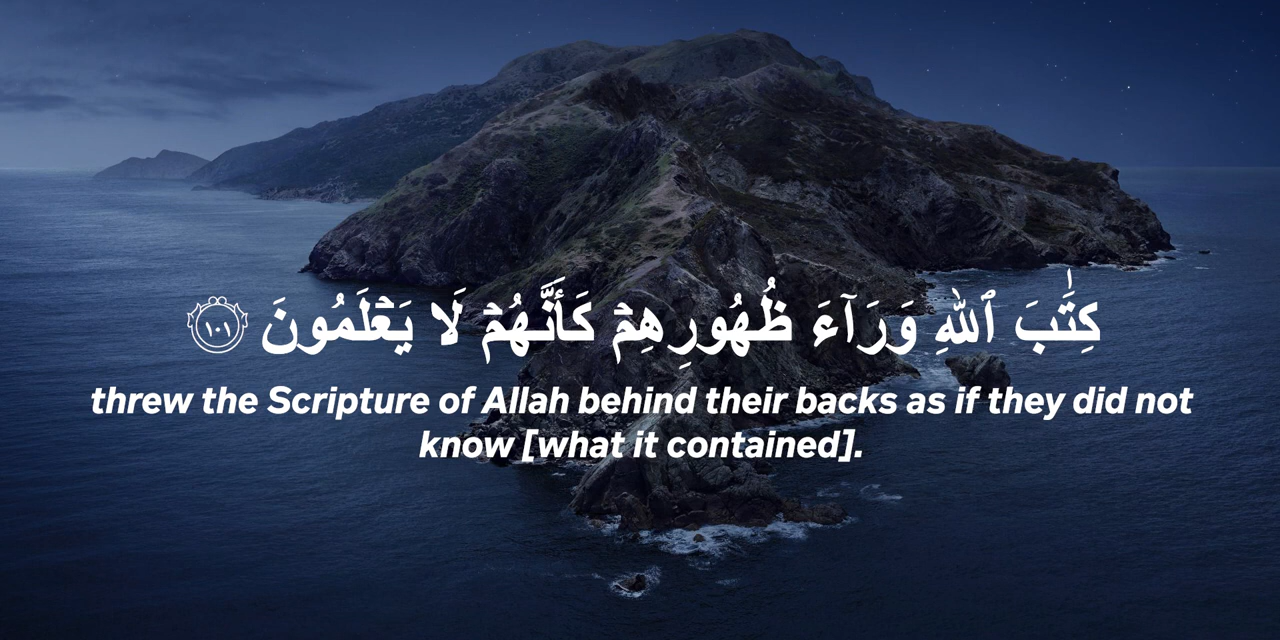 كِتَٰبَ ٱللَّهِ وَرَآءَ ظُهُورِهِمۡ كَأَنَّهُمۡ لَا يَعۡلَمُونَ ١٠١
threw the Scripture of Allah behind their backs as if they did not
know [what it contained].